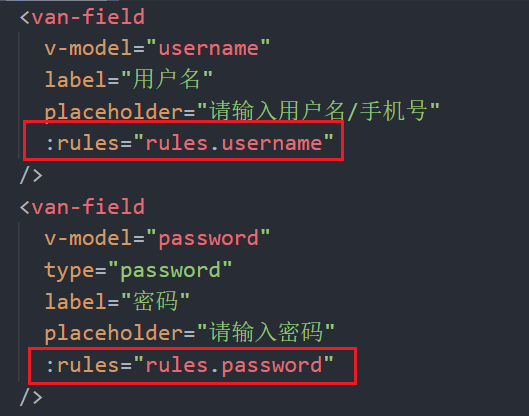 <van-field
v-model="username"
label="用户名"
placeholder="请输入用户名/手机号"
:rules="rules.username"
/>
<van-field
v-model="password"
type="password"
label="密码"
placeholder="请输入密码"
:rules="rules.password"
/>